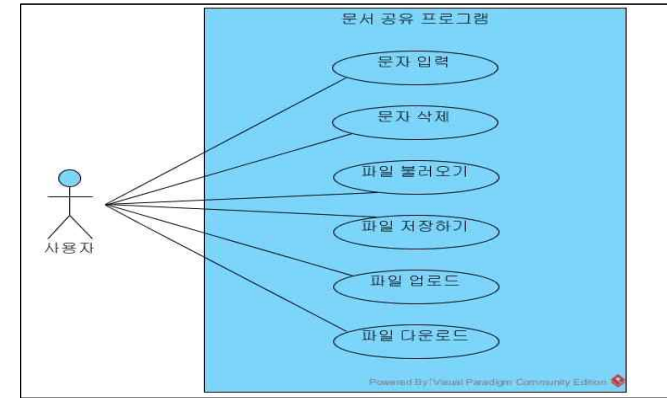 문서 공유 프로그램
문자 입력
문자 삭제
파일 불러오기
파일 저장하기
사용자
파일 업로드
파일 다운로드
Powered By Visual Paradigm Community Edition